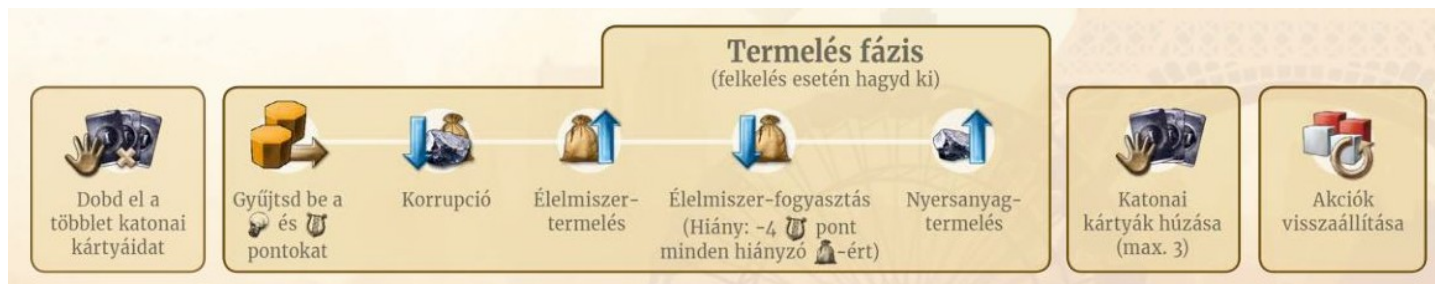 Termelés fázis
(felkelés esetén hagyd ki)
Dobd el a
többlet katonai
kártyáidat
Gyűjtsd be a
és
pontokat
Korrupció
Élelmiszer-
termelés
Élelmiszer-fogyasztás
(Hiány: -4 pont
minden hiányzó -ért)
Nyersanyag-
termelés
Katonai
kártyák húzása
(max. 3)
Akciók
visszaállítása